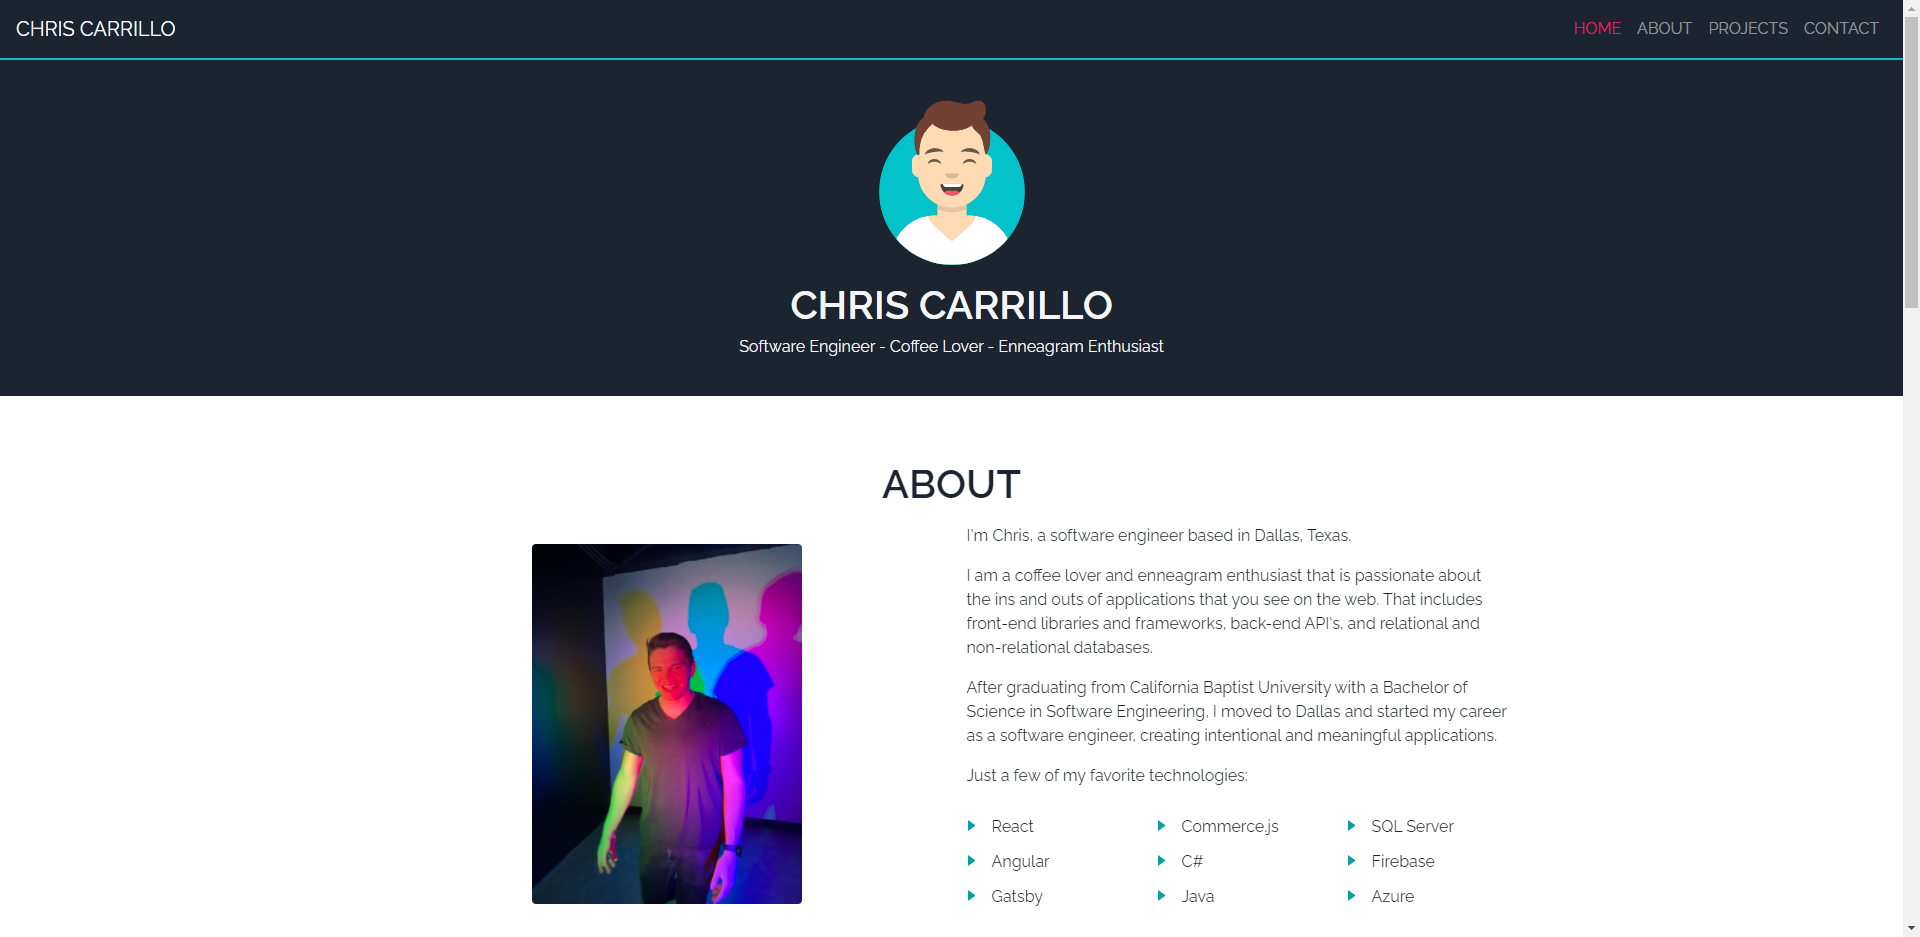 CHRIS CARRILLO
HOME ABOUT PROJECTS CONTACT
CHRIS CARRILLO
Software Engineer - Coffee Lover - Enneagram Enthusiast
ABOUT
I'm Chris, a software engineer based in Dallas, Texas.
I am a coffee lover and enneagram enthusiast that is passionate about
the ins and outs of applications that you see on the web. That includes
front-end libraries and frameworks, back-end API's, and relational and
non-relational databases.
After graduating from California Baptist University with a Bachelor of
Science in Software Engineering, I moved to Dallas and started my career
as a software engineer, creating intentional and meaningful applications.
Just a few of my favorite technologies:
React Commerce.js SQL Server
Angular C# Firebase
Gatsby Java Azure